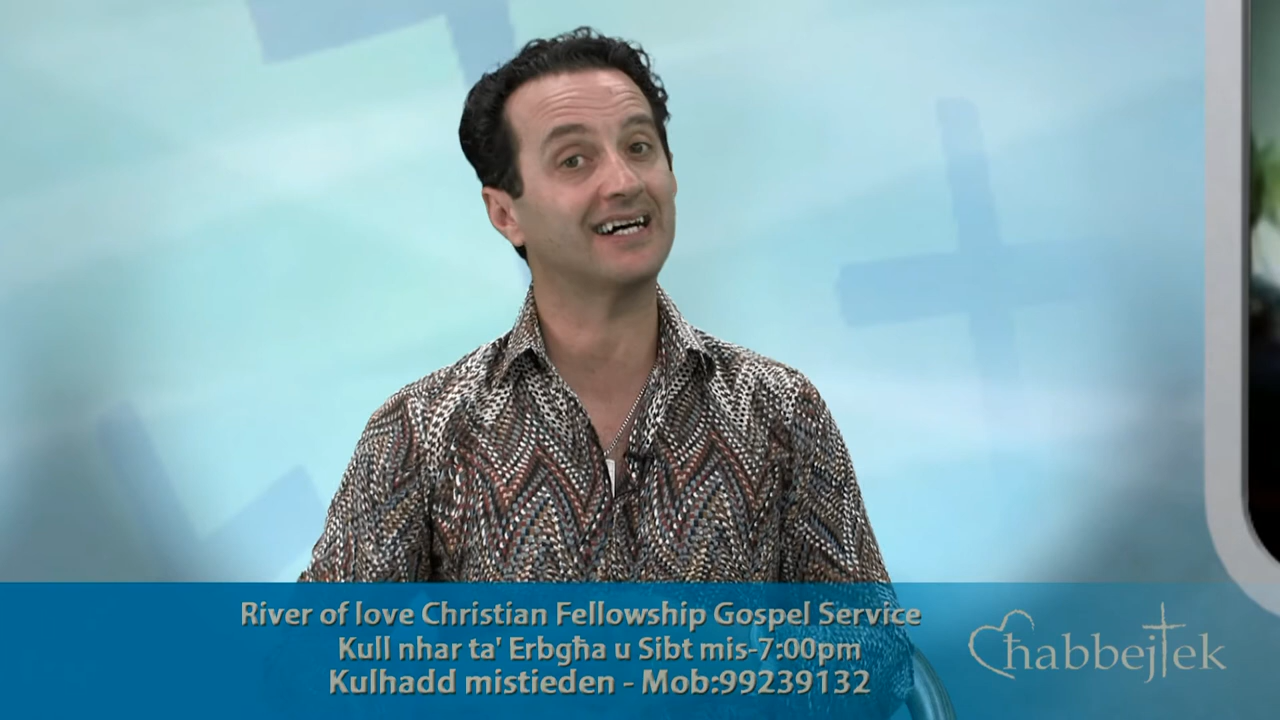 River of love Christian Fellowship Gospel Service
Kull nhar ta' Erbgħa u Sibt mis-7:00pm
Kulhadd mistieden - Mob:99239132
ħabbejtek